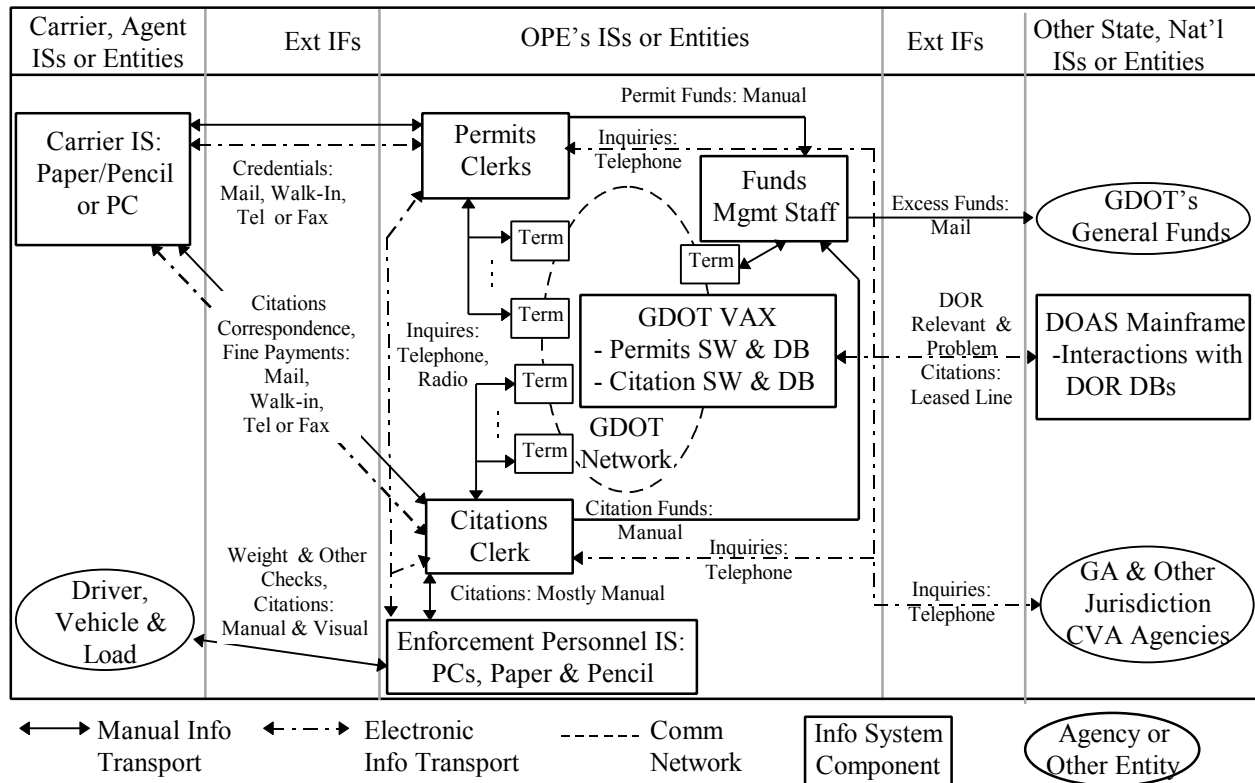 Carrier, Agent
ISs or Entities
Ext IFs
OPE's ISs or Entities
Ext IFs
Other State, Nat'l
ISs or Entities
Carrier IS:
Paper/Pencil
or PC
Credentials:
Mail, Walk-In,
Tel or Fax
Permits
Clerks
Permit Funds: Manual
Inquiries:
Telephone
Funds
Mgmt Staff
Excess Funds:
Mail
GDOT's
General Funds
Term
Term
Term
Citations
Correspondence,
Fine Payments:
Mail,
Walk-in,
Tel or Fax
Inquires:
Telephone,
Radio
GDOT VAX
- Permits SW & DB
- Citation SW & DB
DOR
Relevant &
Problem
Citations:
Leased Line
DOAS Mainframe
-Interactions with
DOR DBs
Term
Term
GDOT
Network
Citations
Clerk
Citation Funds:
Manual
Inquiries:
Telephone
Weight & Other
Checks,
Citations:
Manual & Visual
Driver,
Vehicle &
Load
Citations: Mostly Manual
Enforcement Personnel IS:
PCs, Paper & Pencil
Inquiries:
Telephone
GA & Other
Jurisdiction
CVA Agencies
Manual Info
Transport
Electronic
Info Transport
Comm
Network
Info System
Component
Agency or
Other Entity